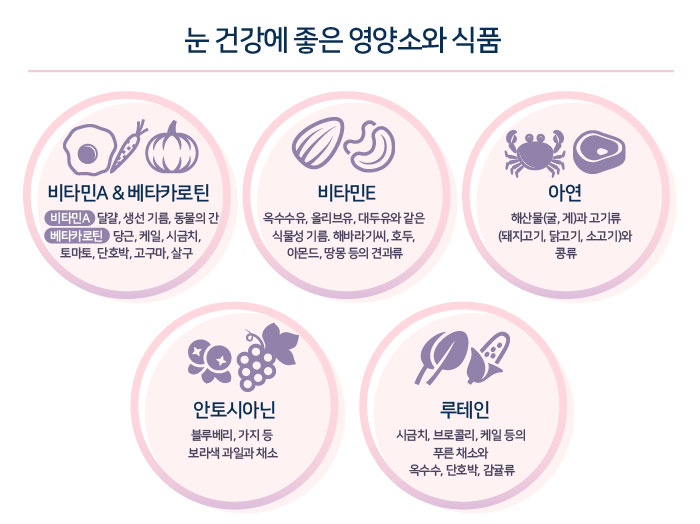 눈 건강에 좋은 영양소와 식품
비타민A & 베타카로틴
비타민A 달걀, 생선 기름, 동물의 간
베타카로틴 당근, 케일, 시금치,
토마토, 단호박, 고구마, 살구
비타민E
옥수수유, 올리브유, 대두유와 같은
식물성 기름. 해바라기씨, 호두,
아몬드, 땅콩 등의 견과류
아연
해산물(굴, 게)과 고기류
(돼지고기, 닭고기, 소고기)와
콩류
안토시아닌
블루베리, 가지 등
보라색 과일과 채소
루테인
시금치, 브로콜리, 케일 등의
푸른 채소와
옥수수, 단호박, 감귤류